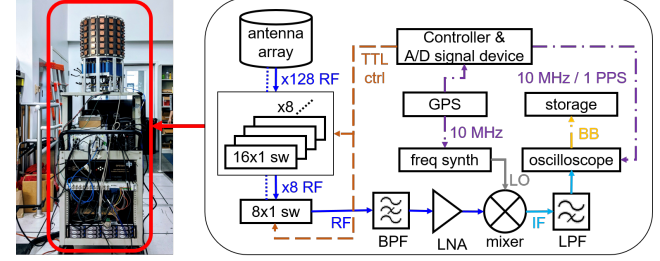 antenna
array
Controller &
A/D signal device
TTL
ctrl
x128 RF
10 MHz / 1 PPS
x8
GPS
storage
10 MHz
BB
16x1 sw
freq synth
oscilloscope
x8 RF
LO
8x1 sw
RF
IF
BPF
LNA
mixer
LPF